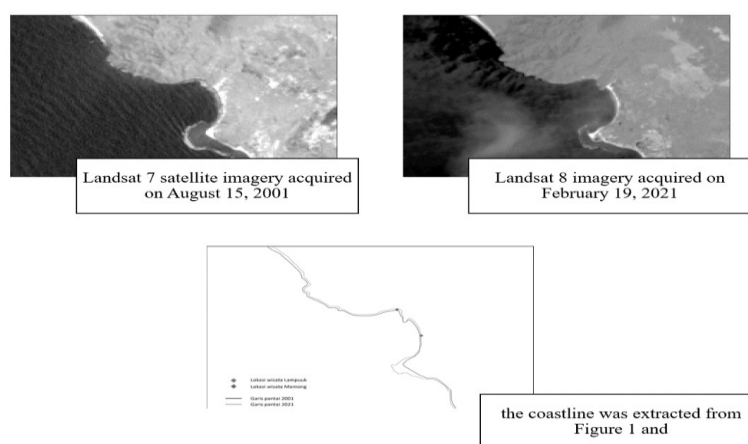 Landsat 7 satellite imagery acquired
on August 15, 2001
Landsat 8 imagery acquired on
February 19, 2021
Lokasi wisata Lampuuk
Lokasi wisata Momong
Garis pantai 2001
Garis pantai 2021
the coastline was extracted from
Figure 1 and